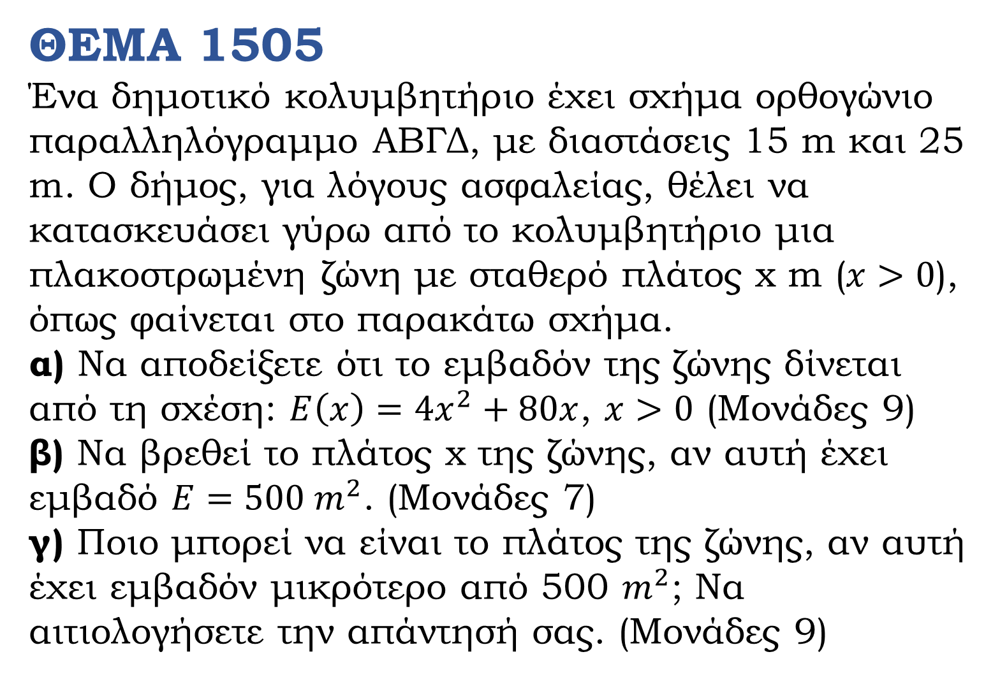 ΘΕΜΑ 1505
Ένα δημοτικό κολυμβητήριο έχει σχήμα ορθογώνιο
παραλληλόγραμμο ΑΒΓΔ, με διαστάσεις 15 m και 25
m. Ο δήμος, για λόγους ασφαλείας, θέλει να
κατασκευάσει γύρω από το κολυμβητήριο μια
πλακοστρωμένη ζώνη με σταθερό πλάτος x m (x > 0),
όπως φαίνεται στο παρακάτω σχήμα.
α) Να αποδείξετε ότι το εμβαδόν της ζώνης δίνεται
από τη σχέση: E(x) = 4x² + 80x, x > 0 (Μονάδες 9)
β) Να βρεθεί το πλάτος x της ζώνης, αν αυτή έχει
εμβαδό E = 500 m². (Μονάδες 7)
γ) Ποιο μπορεί να είναι το πλάτος της ζώνης, αν αυτή
έχει εμβαδόν μικρότερο από 500 m²; Να
αιτιολογήσετε την απάντησή σας. (Μονάδες 9)